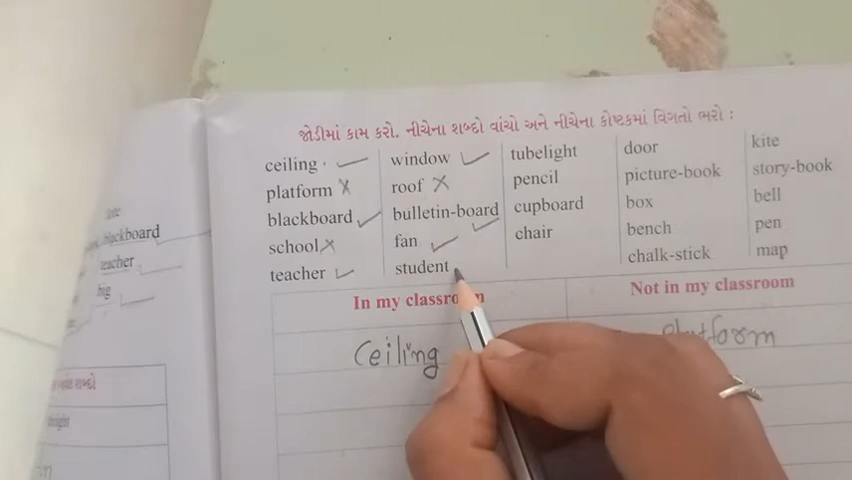 જોડીમાં કામ કરો. નીચેના શબ્દો વાંચો અને નીચેના કોષ્ટકમાં વિગતો ભરો :
ceiling window tubelight door kite
platform roof pencil picture-book story-book
blackboard bulletin-board cupboard box bell
school fan chair bench pen
teacher student chalk-stick map
In my classroom Not in my classroom
Ceiling Platform
blackboard
teacher
big
શબ્દો